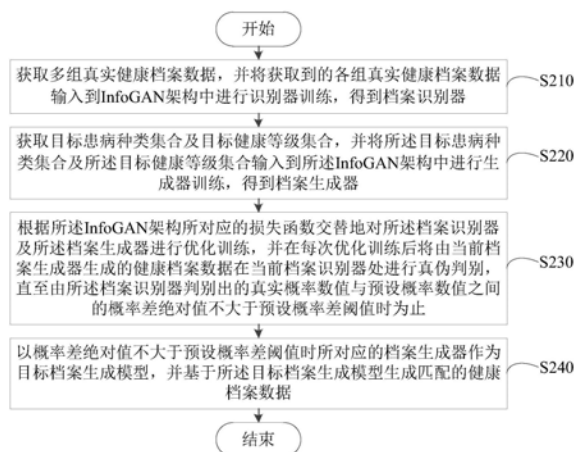 开始
获取多组真实健康档案数据，并将获取到的各组真实健康档案数据
输入到InfoGAN架构中进行识别器训练，得到档案识别器
S210
获取目标患病种类集合及目标健康等级集合，并将所述目标患病种
类集合及所述目标健康等级集合输入到所述InfoGAN架构中进行生
成器训练，得到档案生成器
S220
根据所述InfoGAN架构所对应的损失函数交替地对所述档案识别器
及所述档案生成器进行优化训练，并在每次优化训练后将由当前档
案生成器生成的健康档案数据在当前档案识别器处进行真伪判别，
直至由所述档案识别器判别出的真实概率数值与预设概率数值之间
的概率差绝对值不大于预设概率差阈值时为止
S230
以概率差绝对值不大于预设概率差阈值时所对应的档案生成器作为
目标档案生成模型，并基于所述目标档案生成模型生成匹配的健康
档案数据
S240
结束